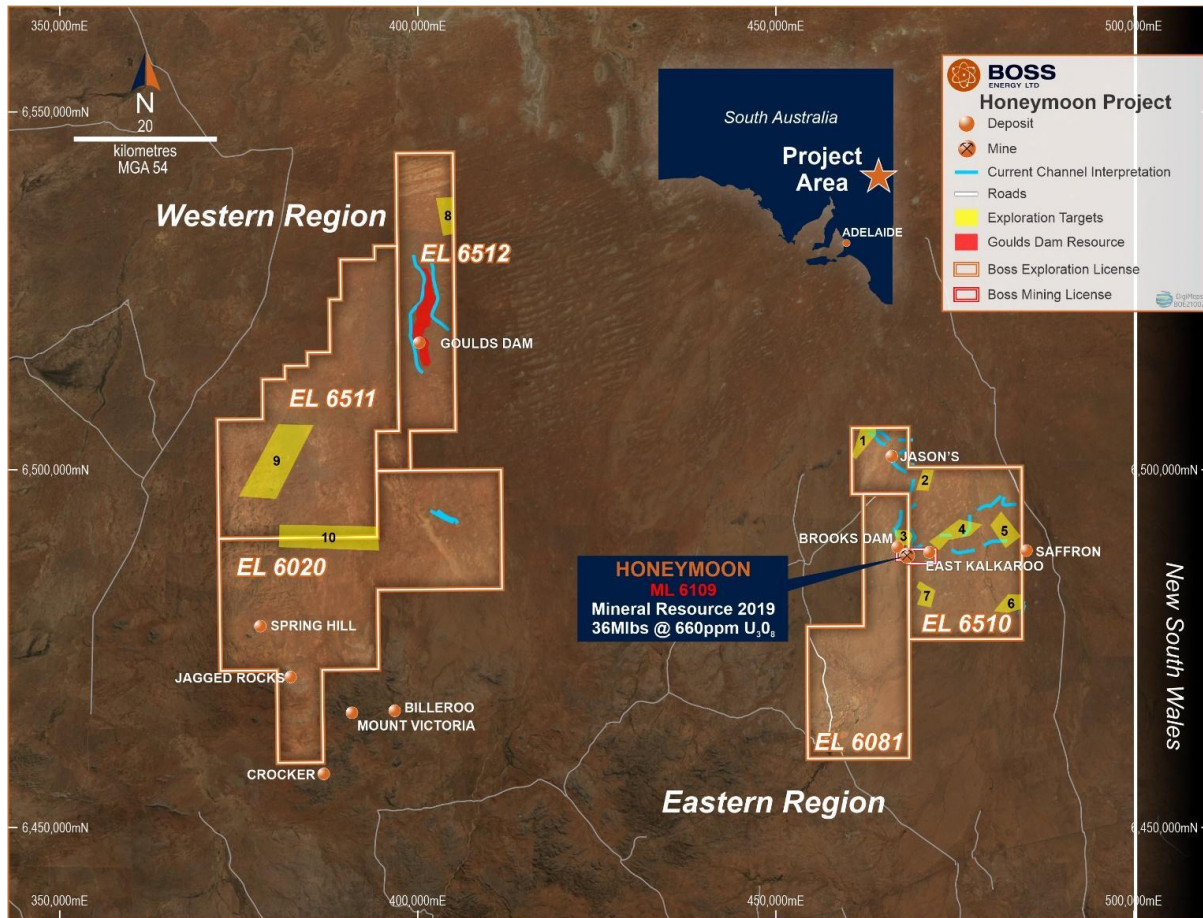 350,000mE
400,000mE
450,000mE
500,000mE
BOSS
ENERGY LTD
Honeymoon Project
Deposit
Mine
Current Channel Interpretation
Roads
Exploration Targets
Goulds Dam Resource
Boss Exploration License
Boss Mining License
DigiMaps
N
20
kilometres
MGA 54
6,550,000mN
South Australia
Project
Area
ADELAIDE
Western Region
8
EL 6512
GOULDS DAM
EL 6511
9
10
EL 6020
SPRING HILL
JAGGED ROCKS
BILLEROO
MOUNT VICTORIA
CROCKER
6,500,000mN
6,500,000mN
1
JASON'S
2
3
4
5
BROOKS DAM
SAFFRON
EAST KALKAROO
HONEYMOON
ML 6109
Mineral Resource 2019
36Mlbs @ 660ppm U₃0₈
7
6
EL 6510
EL 6081
Eastern Region
New South Wales
6,450,000mN
6,450,000mN
350,000mE
400,000mE
450,000mE
500,000mE